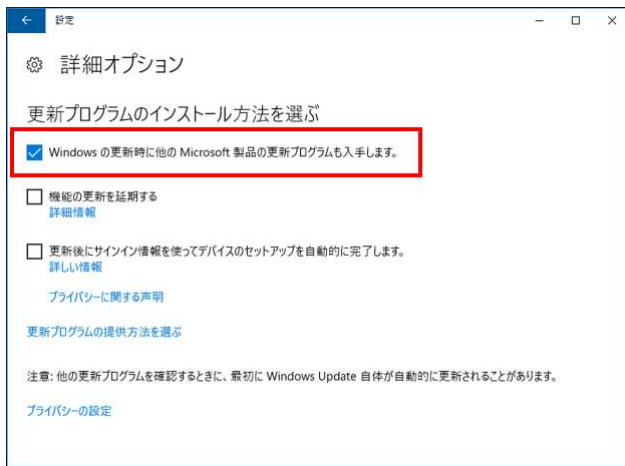 設定
詳細オプション
更新プログラムのインストール方法を選ぶ
Windows の更新時に他の Microsoft 製品の更新プログラムも入手します。
機能の更新を延期する
詳細情報
更新後にサインイン情報を使ってデバイスのセットアップを自動的に完了します。
詳しい情報
プライバシーに関する声明
更新プログラムの提供方法を選ぶ
注意: 他の更新プログラムを確認するときに、最初に Windows Update 自体が自動的に更新されることがあります。
プライバシーの設定